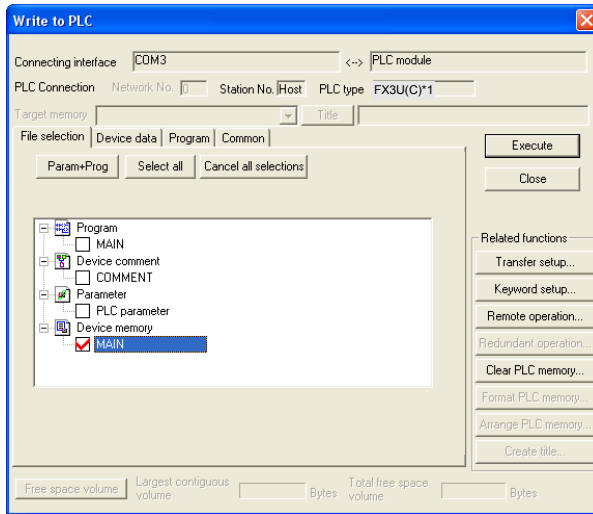 Write to PLC
Connecting interface COM3 <--> PLC module
PLC Connection Network No. 0 Station No. Host PLC type FX3U(C)*1
Target memory Title
File selection Device data Program Common
Execute
Param+Prog Select all Cancel all selections
Close
Program
MAIN
Device comment
COMMENT
Parameter
PLC parameter
Device memory
MAIN
Related functions
Transfer setup...
Keyword setup...
Remote operation...
Redundant operation...
Clear PLC memory...
Format PLC memory...
Arrange PLC memory...
Create title...
Free space volume Largest contiguous volume Bytes Total free space volume Bytes